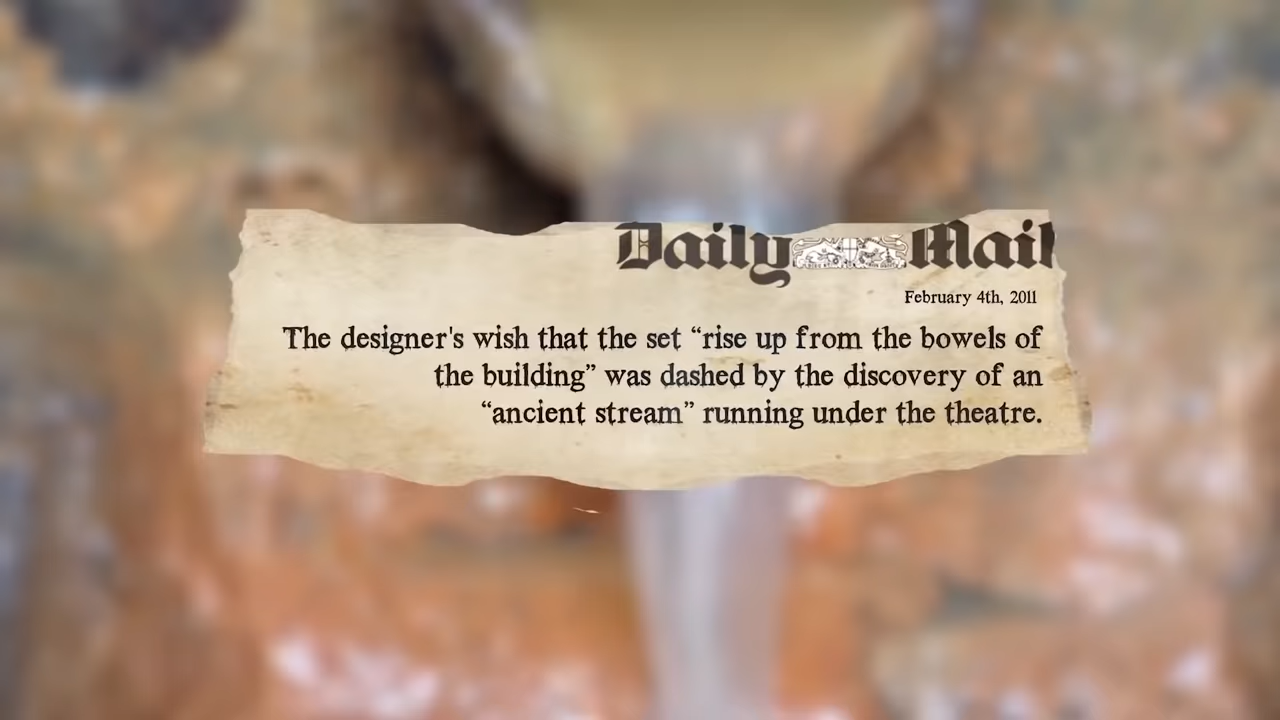 Daily Mail
February 4th, 2011
The designer's wish that the set “rise up from the bowels of
the building” was dashed by the discovery of an
“ancient stream” running under the theatre.